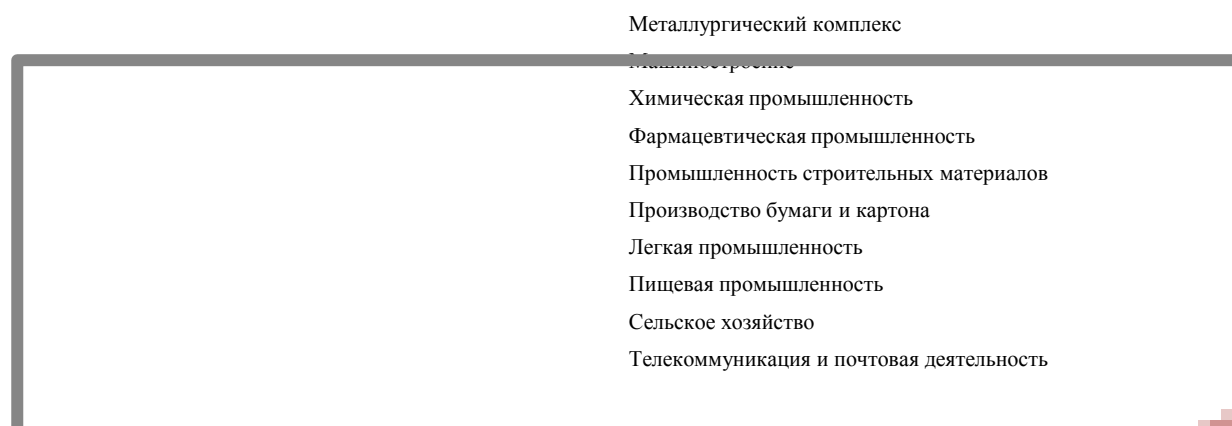 Металлургический комплекс
Машиностроение
Химическая промышленность
Фармацевтическая промышленность
Промышленность строительных материалов
Производство бумаги и картона
Легкая промышленность
Пищевая промышленность
Сельское хозяйство
Телекоммуникация и почтовая деятельность